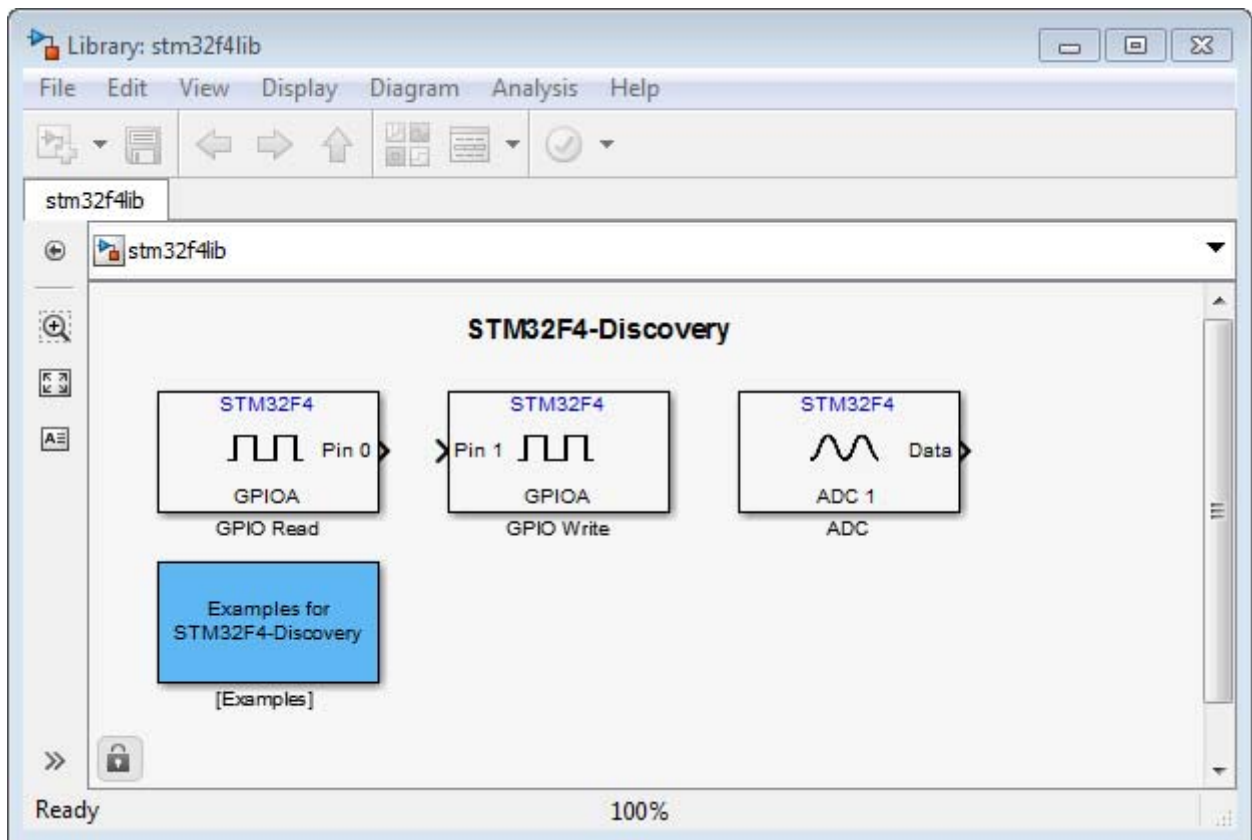 Library: stm32f4lib
File Edit View Display Diagram Analysis Help
stm32f4lib
stm32f4lib
STM32F4-Discovery
STM32F4 STM32F4 STM32F4
Pin 0 Pin 1 Data
GPIOA GPIOA ADC 1
GPIO Read GPIO Write ADC
Examples for
STM32F4-Discovery
[Examples]
Ready 100%